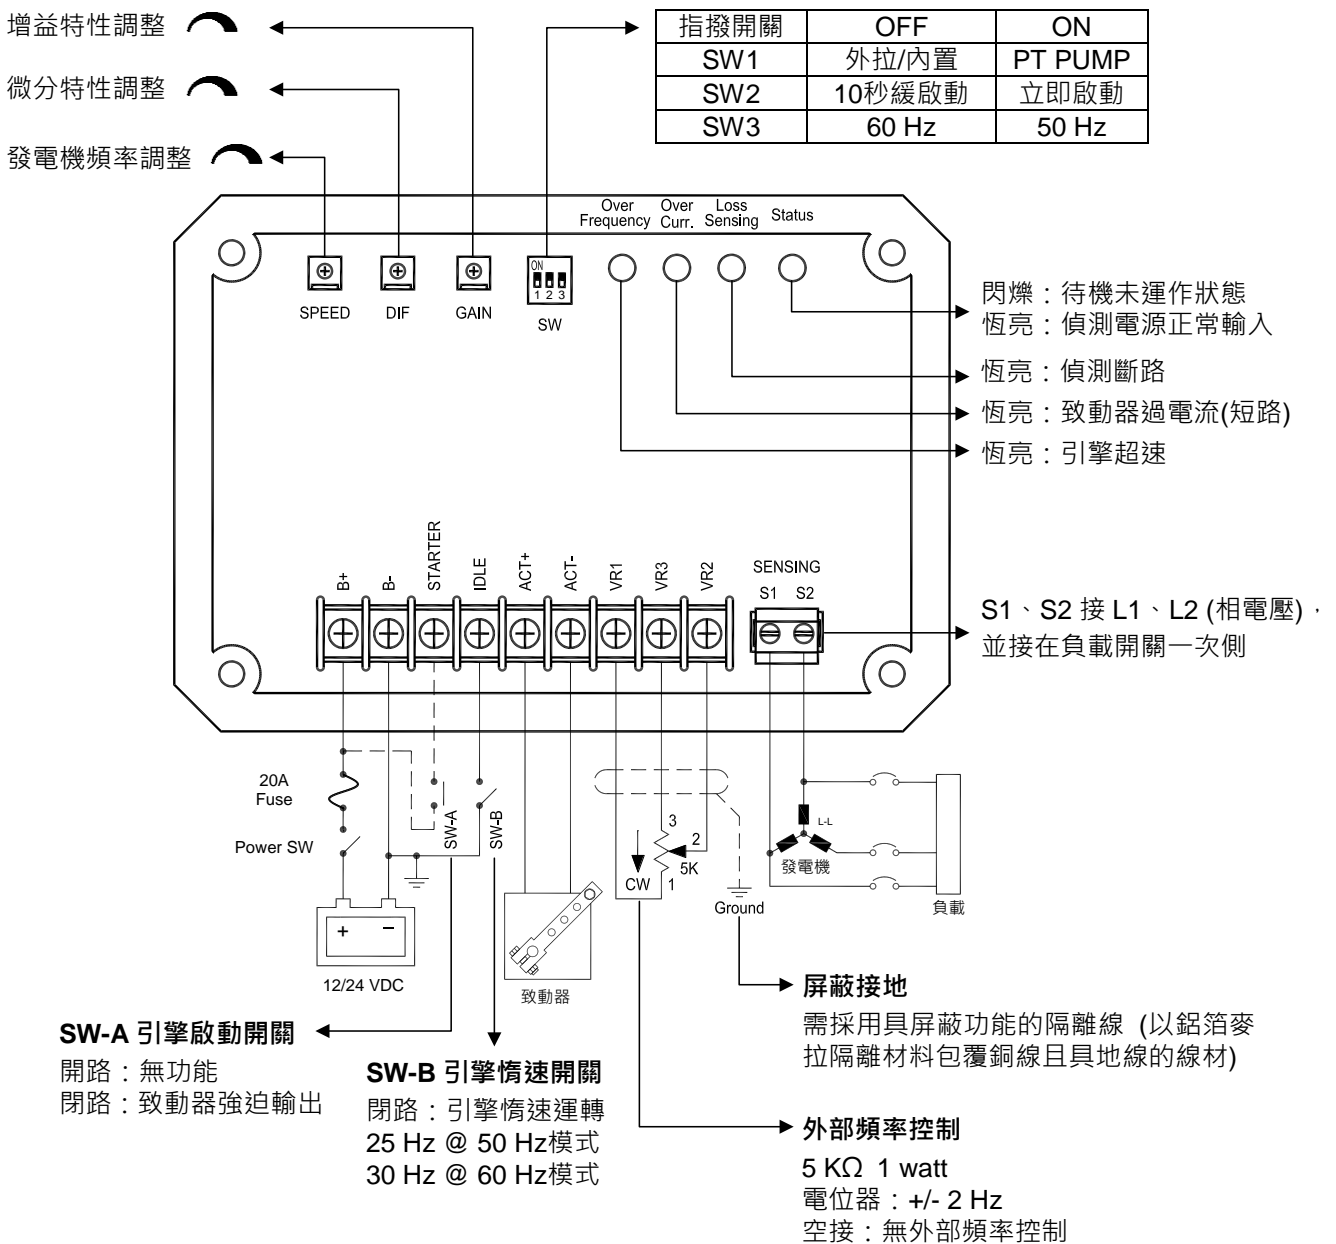 增益特性調整
微分特性調整
發電機頻率調整
指撥開關 OFF ON
SW1 外拉/內置 PT PUMP
SW2 10秒緩啟動 立即啟動
SW3 60 Hz 50 Hz
Over Frequency
Over Curr.
Loss Sensing
Status
SPEED
DIF
GAIN
ON
1 2 3
SW
閃爍：待機未運作狀態
恆亮：偵測電源正常輸入
恆亮：偵測斷路
恆亮：致動器過電流(短路)
恆亮：引擎超速
B+
B-
STARTER
IDLE
ACT+
ACT-
VR1
VR3
VR2
SENSING
S1 S2
S1、S2 接 L1、L2 (相電壓)，
並接在負載開關一次側
20A
Fuse
Power SW
SW-A
SW-B
+ −
12/24 VDC
致動器
3
2
5K
1
CW
Ground
L-L
發電機
負載
SW-A 引擎啟動開關
開路：無功能
閉路：致動器強迫輸出
SW-B 引擎惰速開關
閉路：引擎惰速運轉
25 Hz @ 50 Hz模式
30 Hz @ 60 Hz模式
屏蔽接地
需採用具屏蔽功能的隔離線 (以鋁箔麥
拉隔離材料包覆銅線且具地線的線材)
外部頻率控制
5 KΩ 1 watt
電位器：+/- 2 Hz
空接：無外部頻率控制